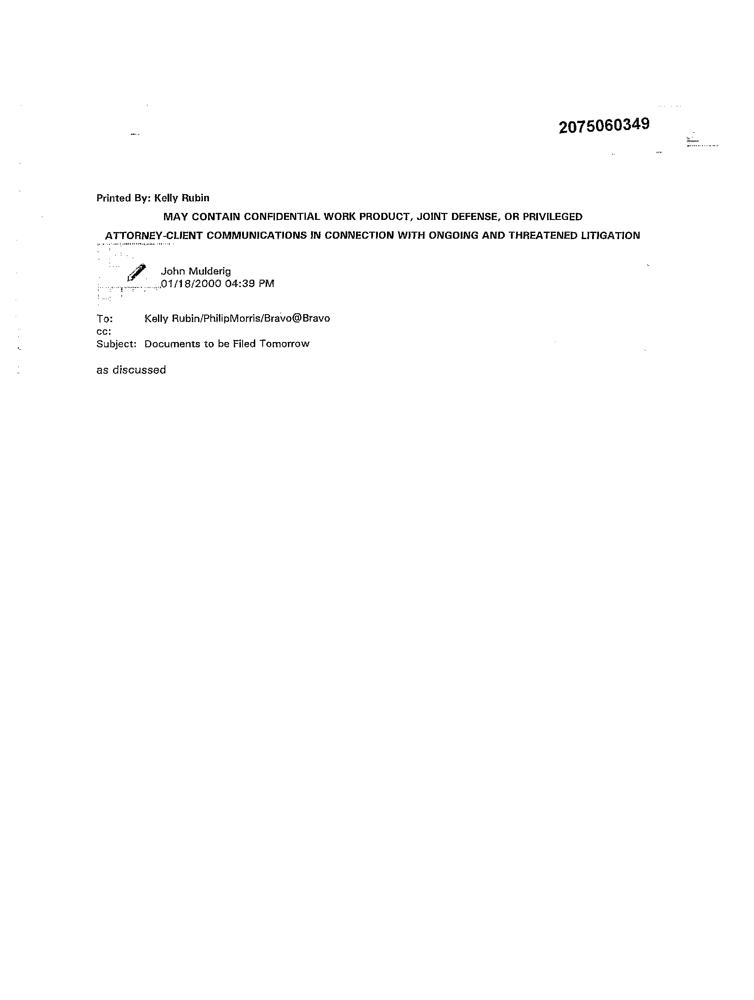 2075060349
Printed By: Kelly Rubin
MAY CONTAIN CONFIDENTIAL WORK PRODUCT, JOINT DEFENSE, OR PRIVILEGED
ATTORNEY-CLIENT COMMUNICATIONS IN CONNECTION WITH ONGOING AND THREATENED LITIGATION
John Mulderig
01/18/2000 04:39 PM
To: Kelly Rubin/PhilipMorris/Bravo@Bravo
cc:
Subject: Documents to be Filed Tomorrow
as discussed